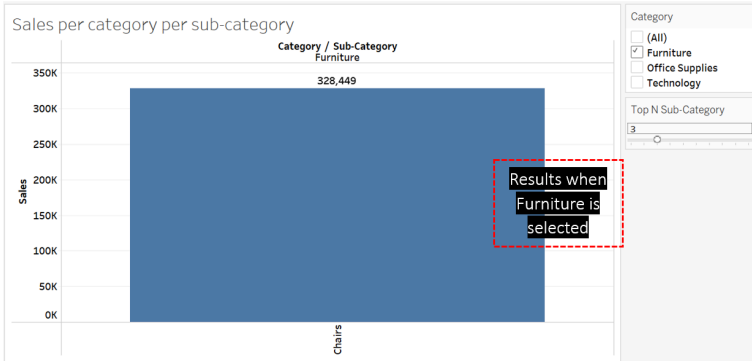 Sales per category per sub-category
Category / Sub-Category
Furniture
350K
300K
250K
200K
150K
100K
50K
0K
Sales
328,449
Chairs
Results when
Furniture is
selected
Category
(All)
Furniture
Office Supplies
Technology
Top N Sub-Category
3